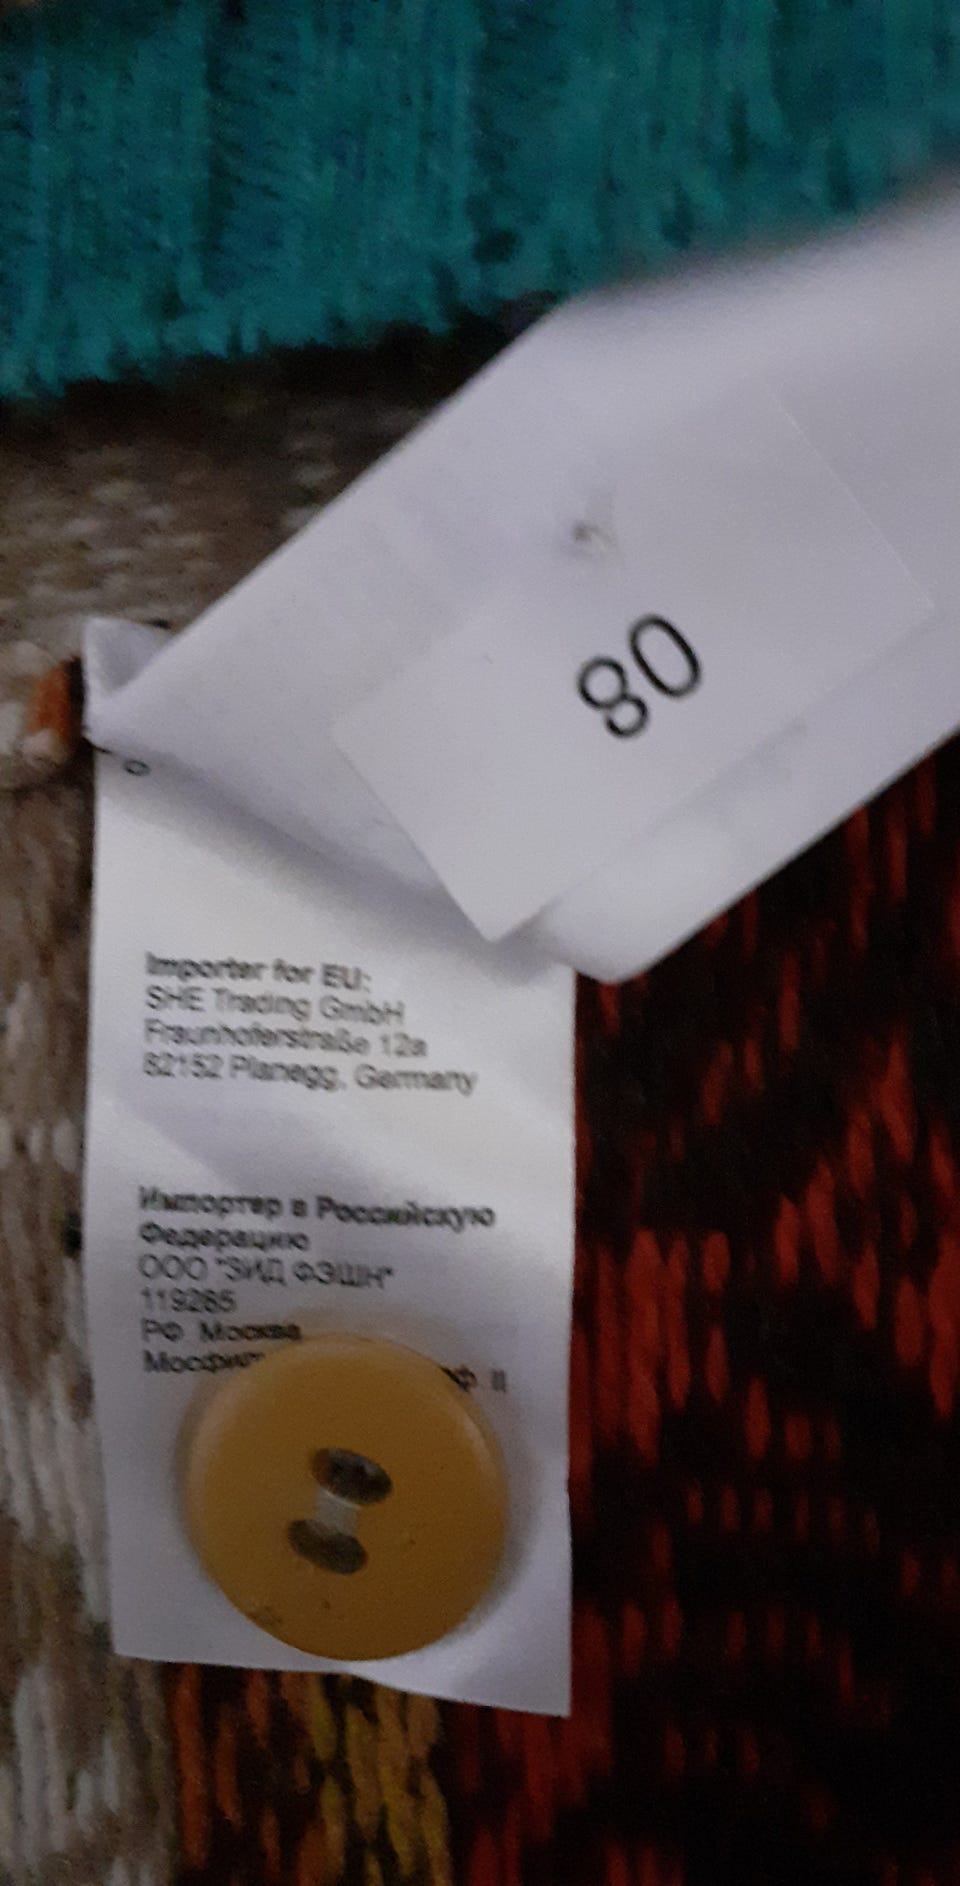 80
Importer for EU:
SHE Trading GmbH
Fraunhoferstraße 12a
82152 Planegg, Germany
Импортер в Российскую
Федерацию
ООО "ЗИД ФЭШН"
119285
РФ Москва